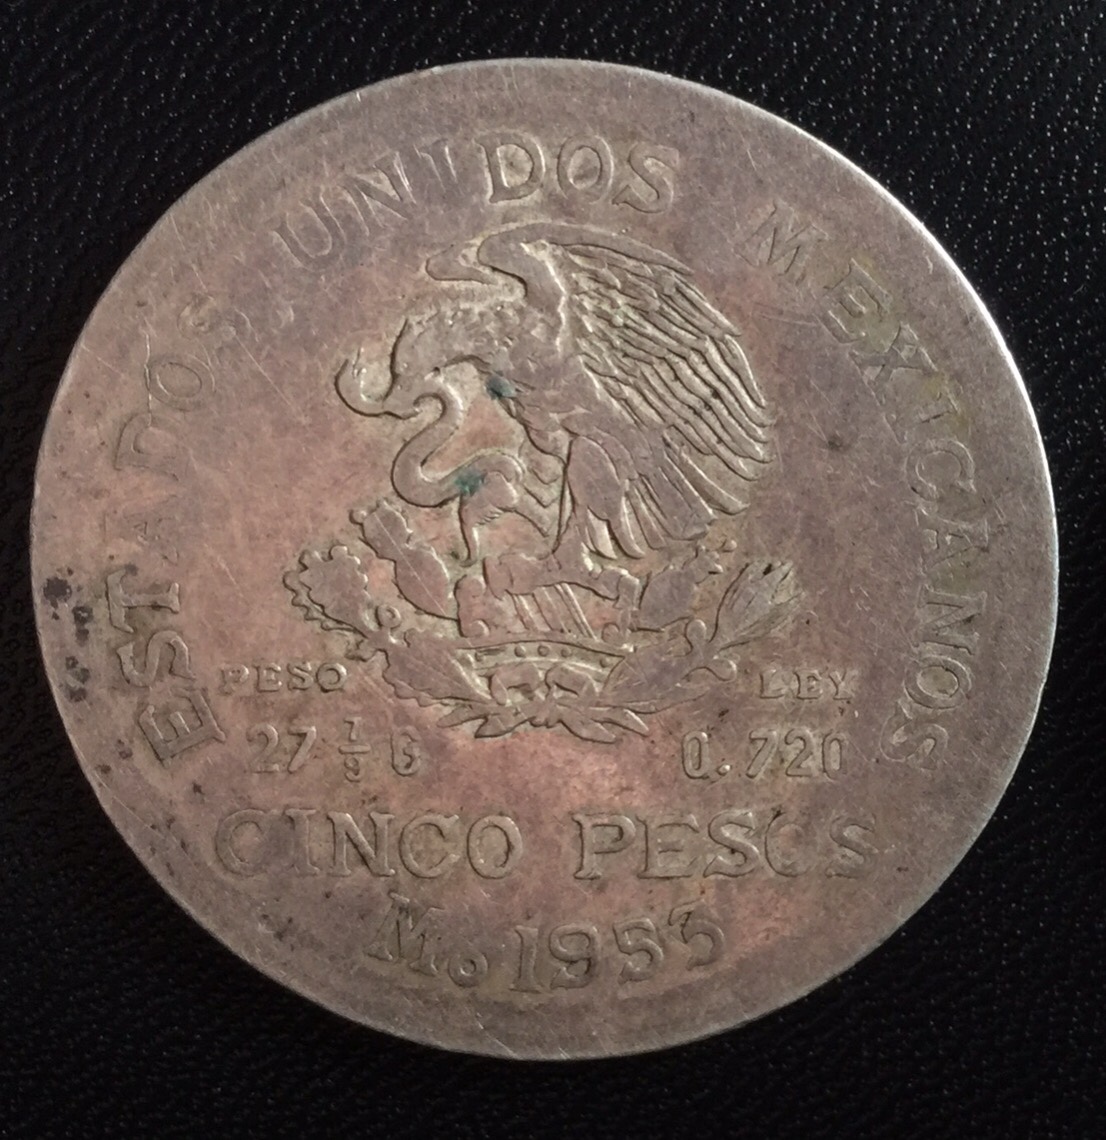 ESTADOS UNIDOS MEXICANOS
PESO LEY
27 7/9 G 0.720
CINCO PESOS
Mo. 1953